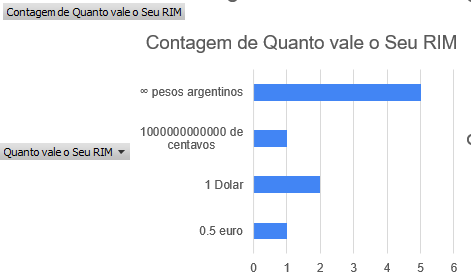 Contagem de Quanto vale o Seu RIM
Contagem de Quanto vale o Seu RIM
∞ pesos argentinos
1000000000000 de
centavos
Quanto vale o Seu RIM
1 Dolar
0.5 euro
0 1 2 3 4 5 6